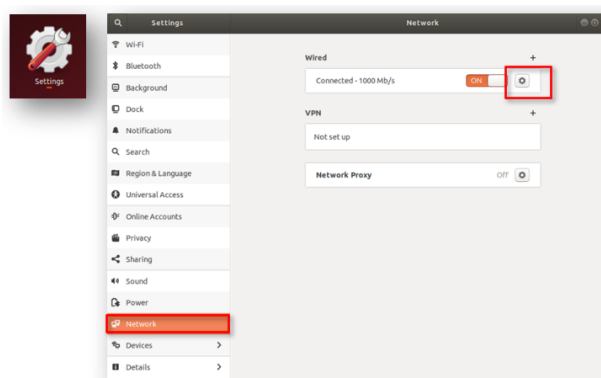 Settings
Settings
Network
Wi-Fi
Bluetooth
Background
Dock
Notifications
Search
Region & Language
Universal Access
Online Accounts
Privacy
Sharing
Sound
Power
Network
Devices
Details
Wired
Connected - 1000 Mb/s
ON
VPN
Not set up
Network Proxy
Off